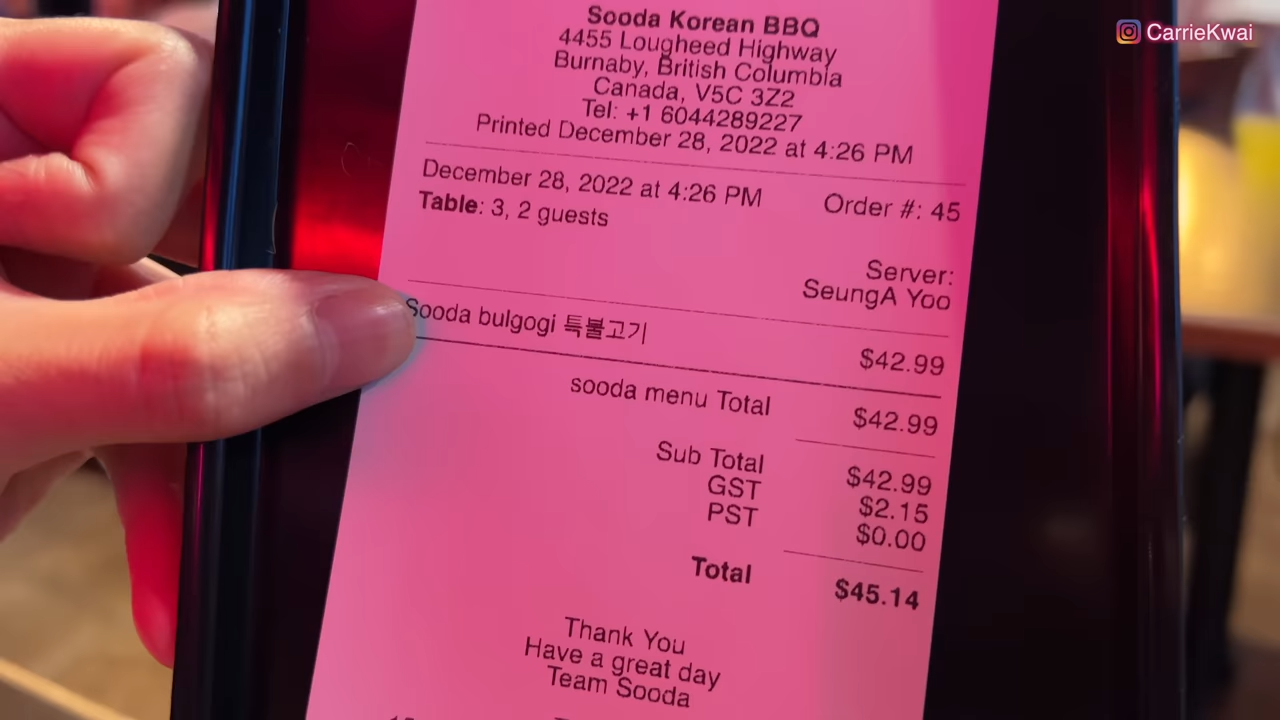 CarrieKwai
Sooda Korean BBQ
4455 Lougheed Highway
Burnaby, British Columbia
Canada, V5C 3Z2
Tel: +1 6044289227
Printed December 28, 2022 at 4:26 PM
December 28, 2022 at 4:26 PM Order #: 45
Table: 3, 2 guests
Server:
SeungA Yoo
Sooda bulgogi 특불고기 $42.99
sooda menu Total $42.99
Sub Total $42.99
GST $2.15
PST $0.00
Total $45.14
Thank You
Have a great day
Team Sooda